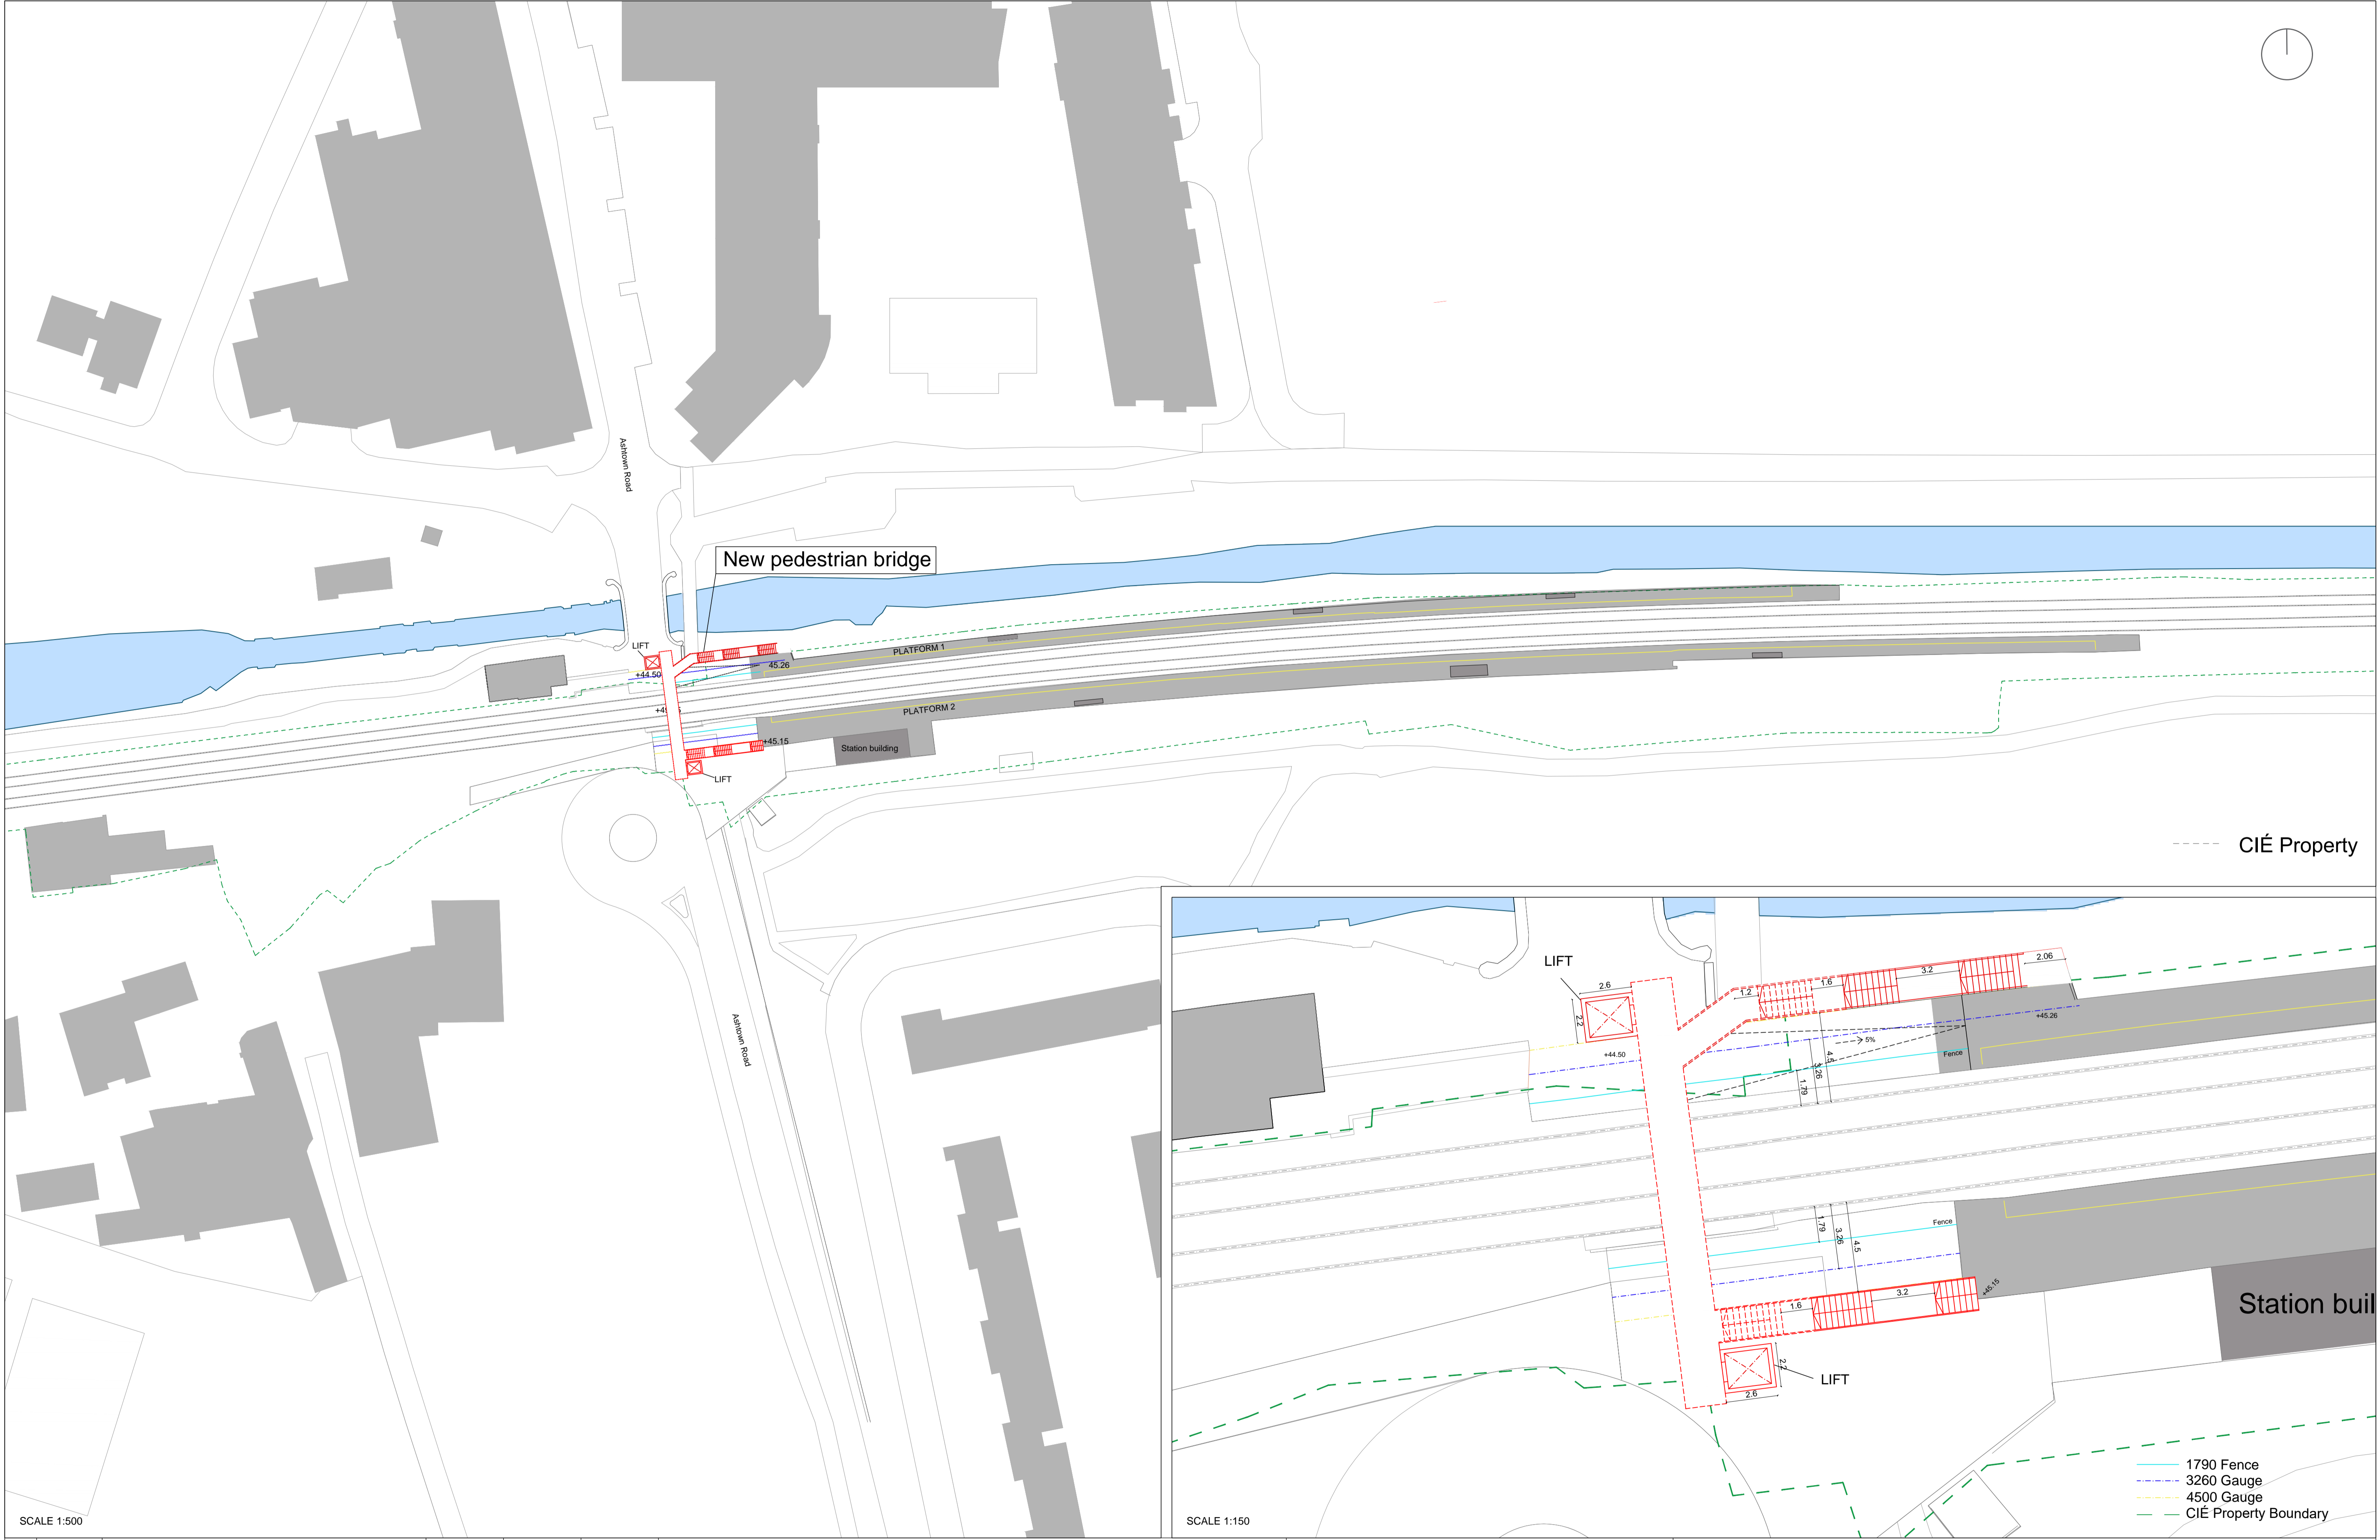 Ashtown Road
New pedestrian bridge
LIFT
PLATFORM 1
45.26
+44.50
PLATFORM 2
+45.15
Station building
LIFT
CIÉ Property
Ashtown Road
SCALE 1:500
LIFT
2.6
2.2
1.2
1.6
3.2
2.06
+45.26
+44.50
5%
Fence
4.5
3.26
1.79
Fence
1.79
3.26
4.5
1.6
3.2
+45.15
Station buil
2.2
2.6
LIFT
1790 Fence
3260 Gauge
4500 Gauge
CIÉ Property Boundary
SCALE 1:150